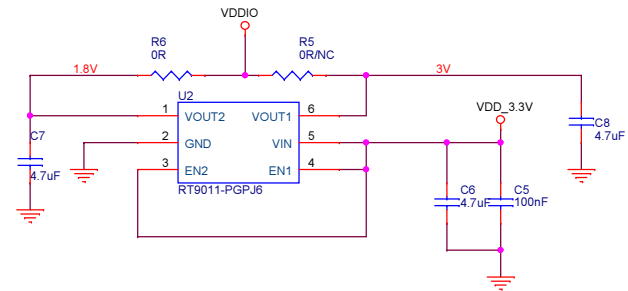 VDDIO
R6
0R
R5
0R/NC
1.8V
3V
U2
VDD_3.3V
1
VOUT2
VOUT1
6
C8
4.7uF
C7
4.7uF
2
GND
VIN
5
3
EN2
EN1
4
RT9011-PGPJ6
C6
4.7uF
C5
100nF